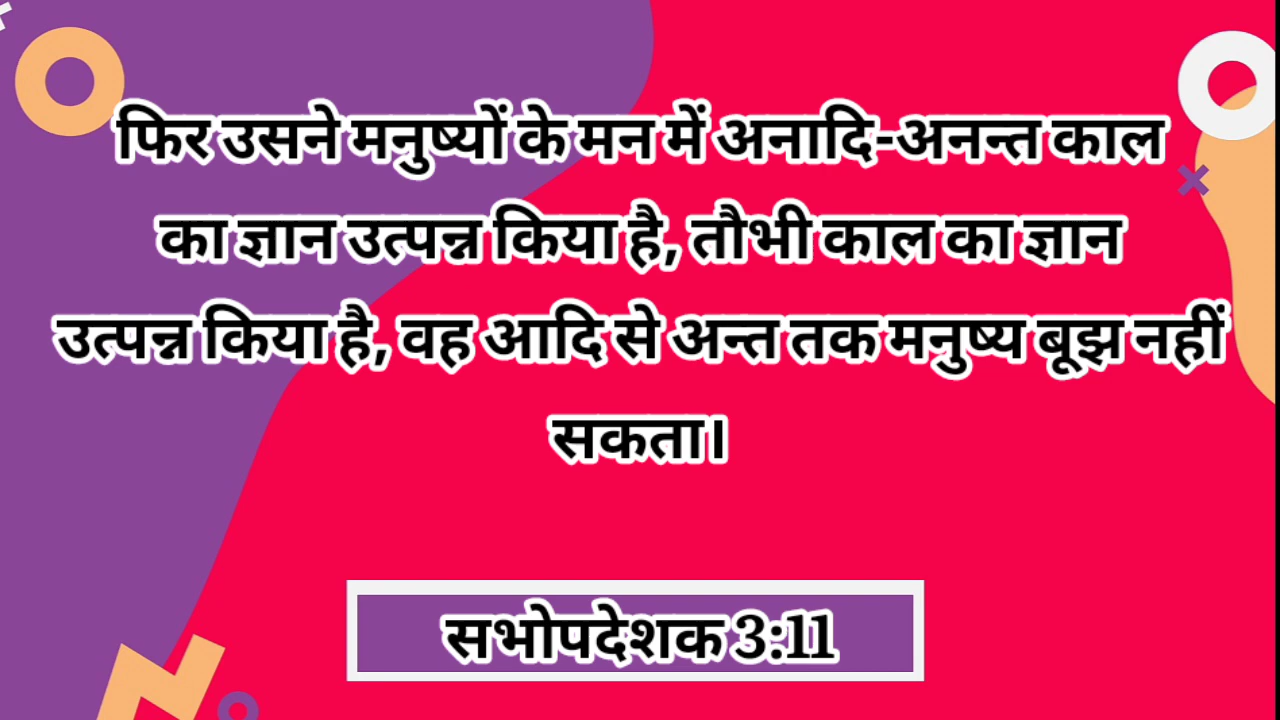 फिर उसने मनुष्यों के मन में अनादि-अनन्त काल
का ज्ञान उत्पन्न किया है, तौभी काल का ज्ञान
उत्पन्न किया है, वह आदि से अन्त तक मनुष्य बूझ नहीं
सकता।
सभोपदेशक 3:11